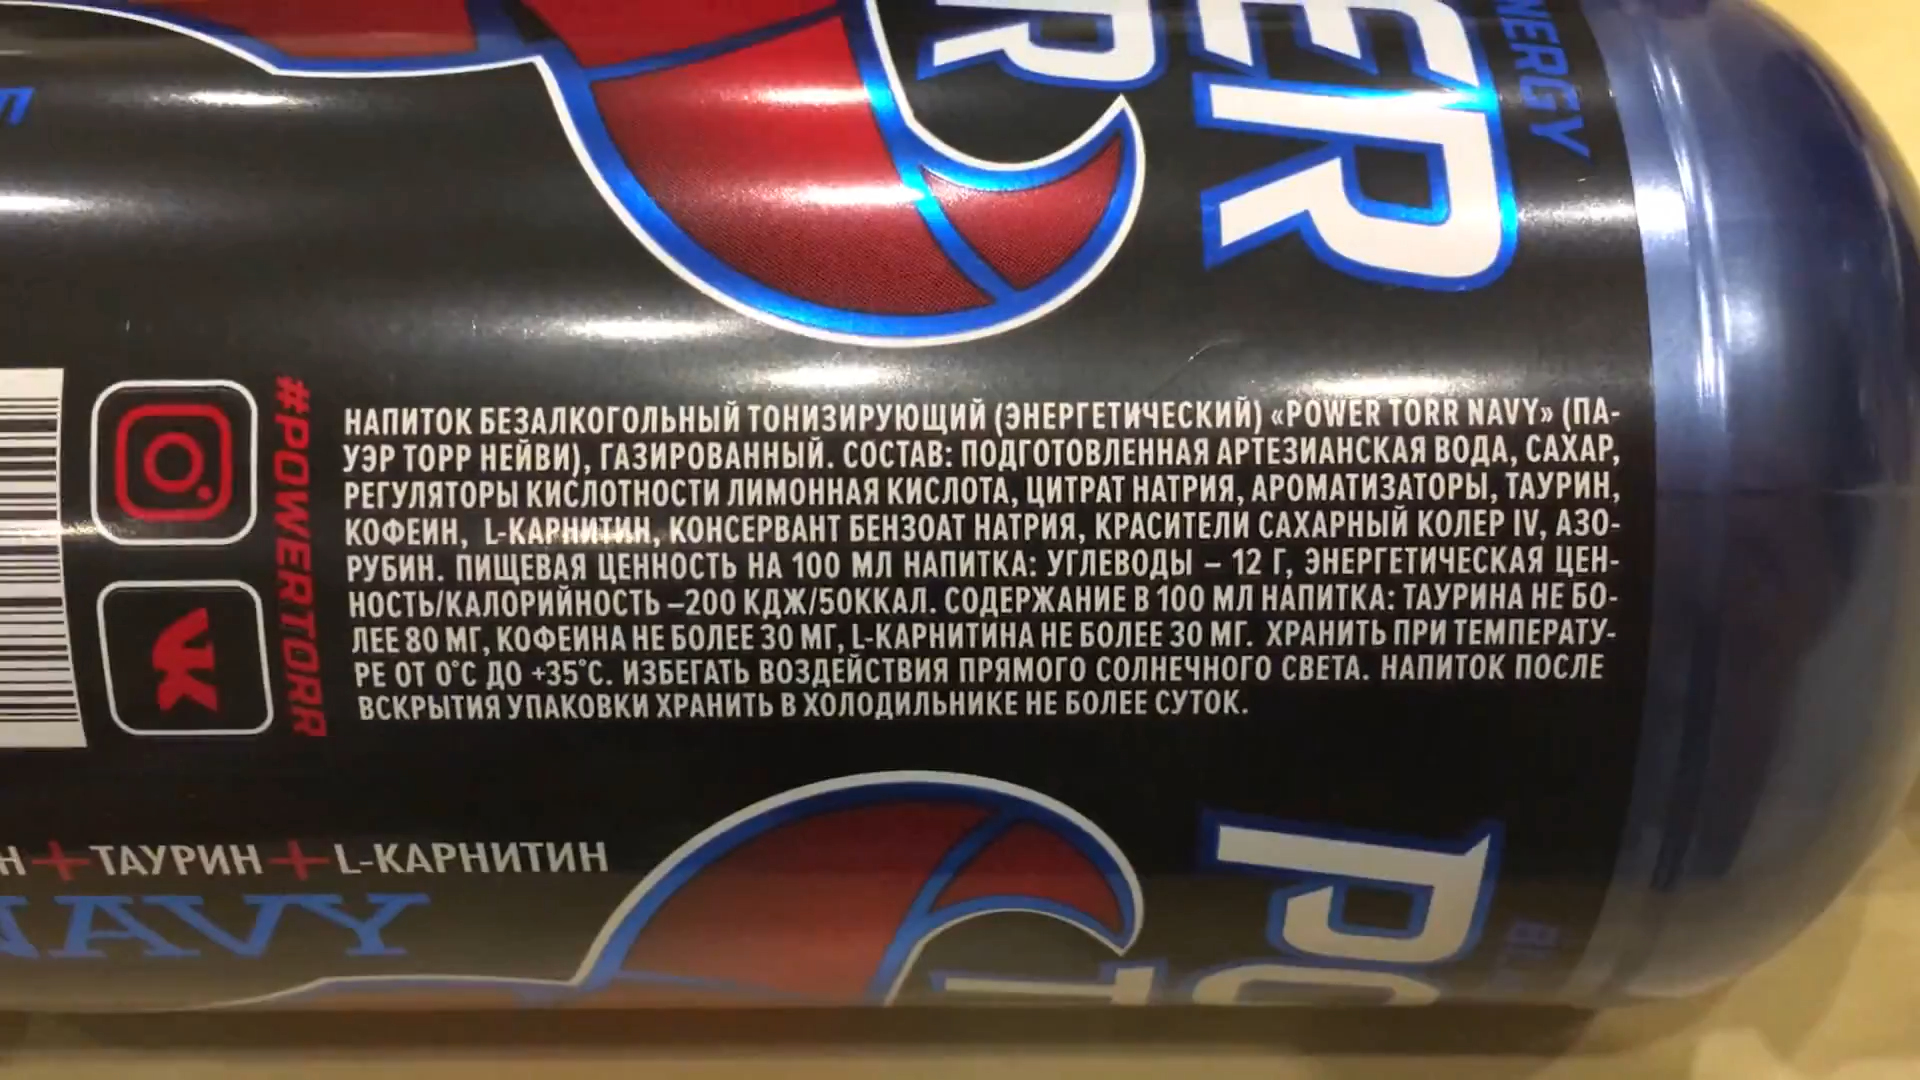 ER
R
NERGY
#POWERTORR
НАПИТОК БЕЗАЛКОГОЛЬНЫЙ ТОНИЗИРУЮЩИЙ (ЭНЕРГЕТИЧЕСКИЙ) «POWER TORR NAVY» (ПА-
УЭР ТОРР НЕЙВИ), ГАЗИРОВАННЫЙ. СОСТАВ: ПОДГОТОВЛЕННАЯ АРТЕЗИАНСКАЯ ВОДА, САХАР,
РЕГУЛЯТОРЫ КИСЛОТНОСТИ ЛИМОННАЯ КИСЛОТА, ЦИТРАТ НАТРИЯ, АРОМАТИЗАТОРЫ, ТАУРИН,
КОФЕИН, L-КАРНИТИН, КОНСЕРВАНТ БЕНЗОАТ НАТРИЯ, КРАСИТЕЛИ САХАРНЫЙ КОЛЕР IV, АЗО-
РУБИН. ПИЩЕВАЯ ЦЕННОСТЬ НА 100 МЛ НАПИТКА: УГЛЕВОДЫ – 12 Г, ЭНЕРГЕТИЧЕСКАЯ ЦЕН-
НОСТЬ/КАЛОРИЙНОСТЬ –200 КДЖ/50ККАЛ. СОДЕРЖАНИЕ В 100 МЛ НАПИТКА: ТАУРИНА НЕ БО-
ЛЕЕ 80 МГ, КОФЕИНА НЕ БОЛЕЕ 30 МГ, L-КАРНИТИНА НЕ БОЛЕЕ 30 МГ. ХРАНИТЬ ПРИ ТЕМПЕРАТУ-
РЕ ОТ 0°С ДО +35°С. ИЗБЕГАТЬ ВОЗДЕЙСТВИЯ ПРЯМОГО СОЛНЕЧНОГО СВЕТА. НАПИТОК ПОСЛЕ
ВСКРЫТИЯ УПАКОВКИ ХРАНИТЬ В ХОЛОДИЛЬНИКЕ НЕ БОЛЕЕ СУТОК.
Н+ТАУРИН+L-КАРНИТИН
NAVY
PO
T